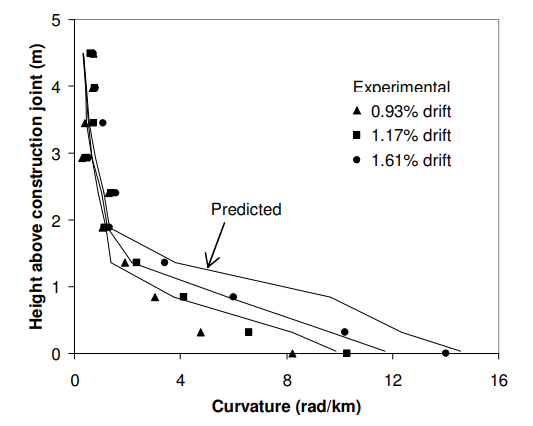 5
4
3
2
1
0
Height above construction joint (m)
Experimental
0.93% drift
1.17% drift
1.61% drift
Predicted
0 4 8 12 16
Curvature (rad/km)